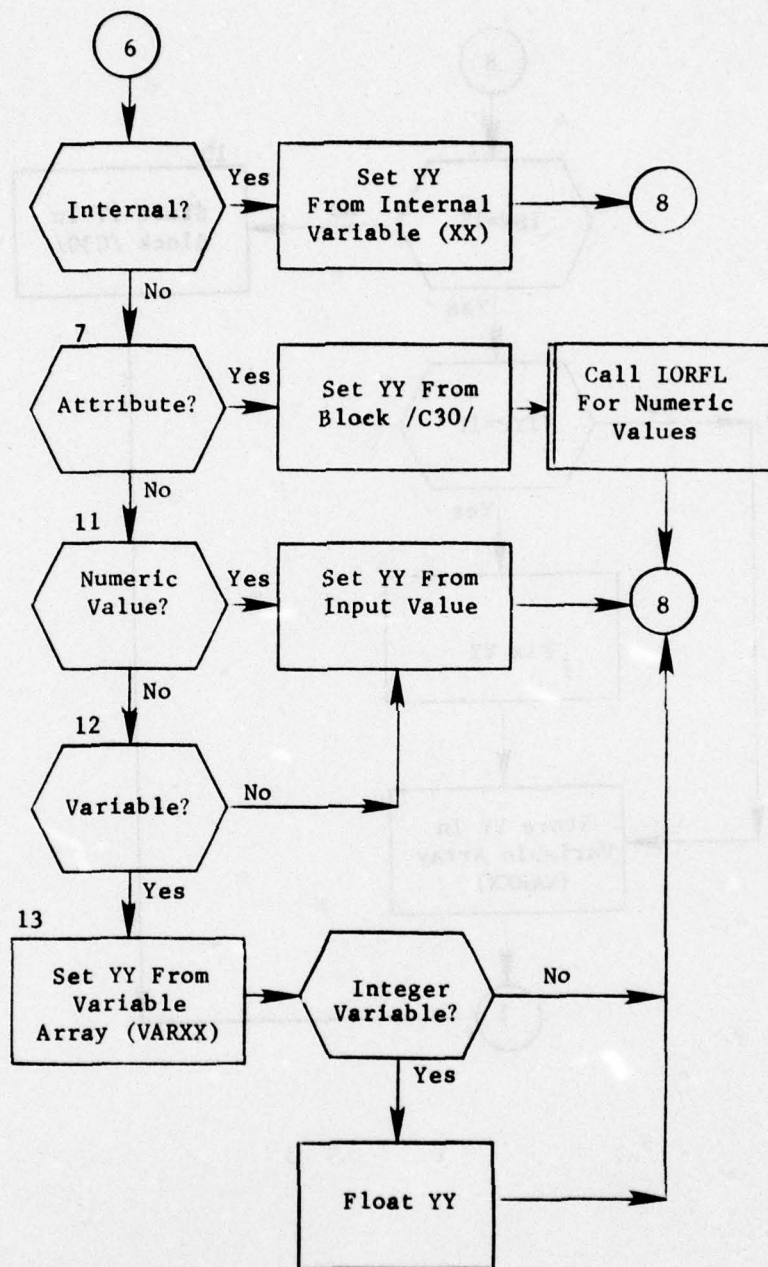 6
Internal?
Yes
Set YY
From Internal
Variable (XX)
8
No
7
Attribute?
Yes
Set YY From
Block /C30/
Call IORFL
For Numeric
Values
No
11
Numeric
Value?
Yes
Set YY From
Input Value
8
No
12
Variable?
No
Yes
13
Set YY From
Variable
Array (VARXX)
Integer
Variable?
No
Yes
Float YY